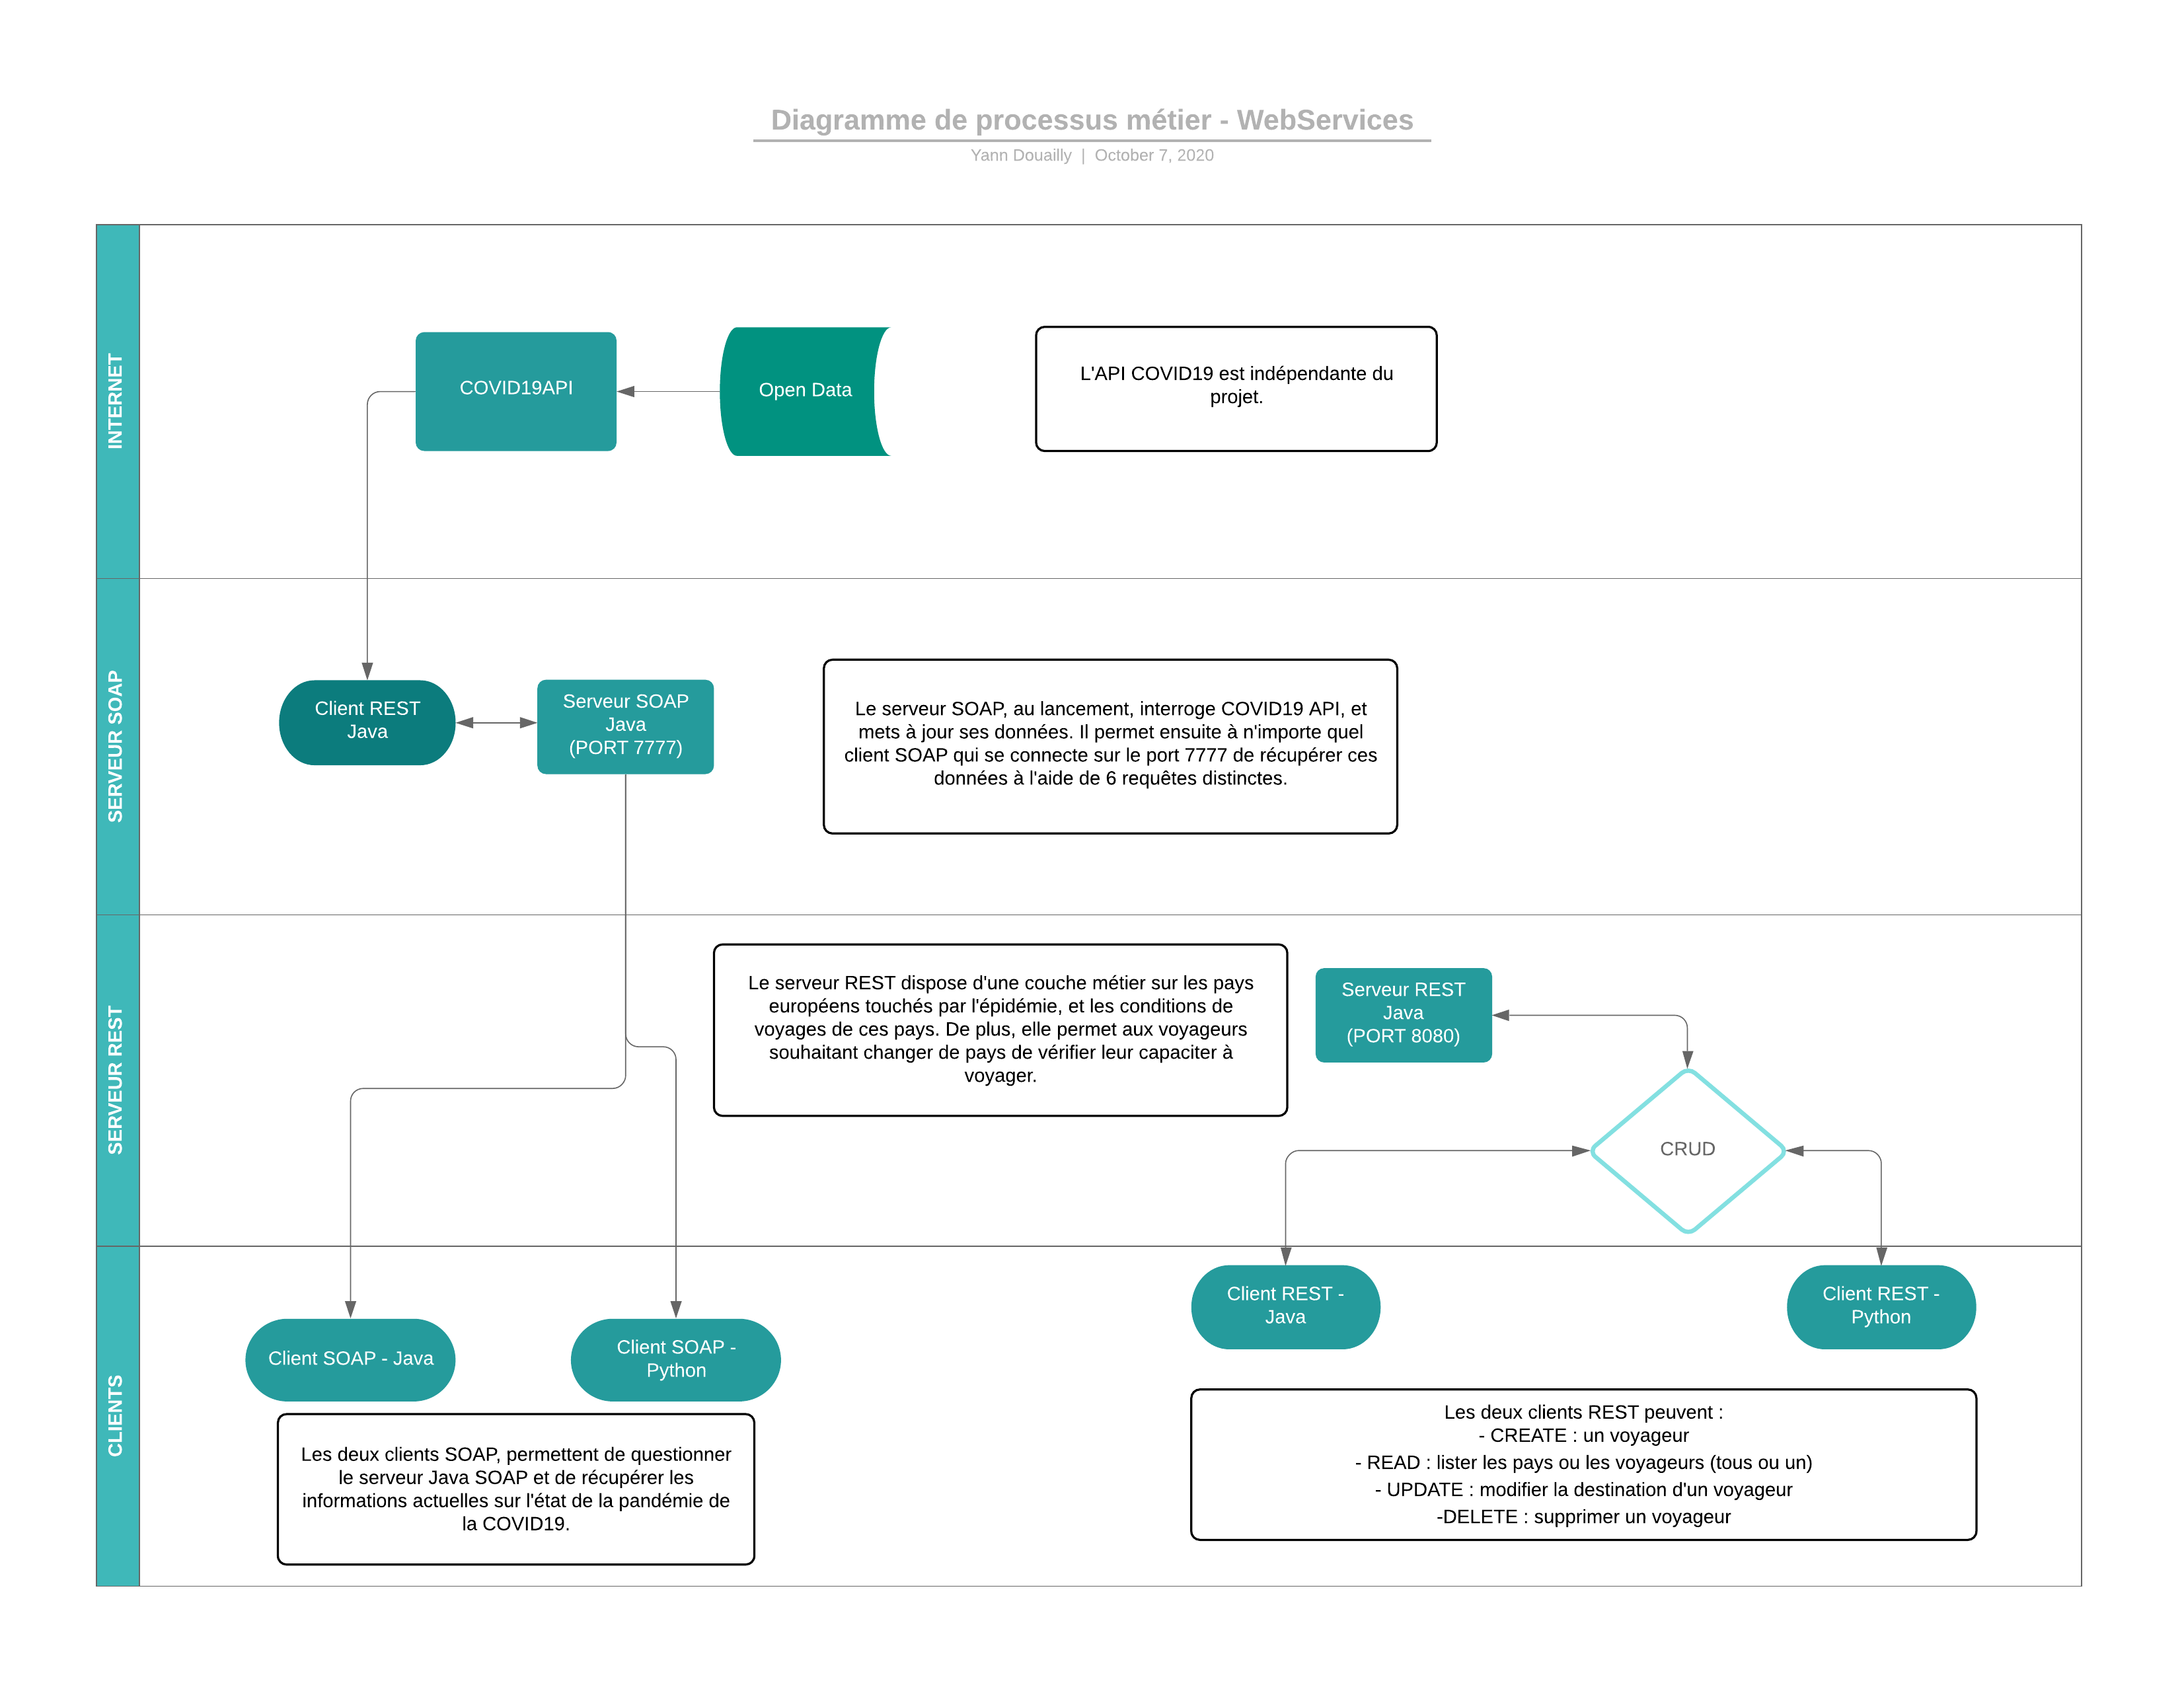 Diagramme de processus métier - WebServices
Yann Douailly | October 7, 2020
INTERNET
COVID19API
Open Data
L'API COVID19 est indépendante du
projet.
SERVEUR SOAP
Client REST
Java
Serveur SOAP
Java
(PORT 7777)
Le serveur SOAP, au lancement, interroge COVID19 API, et
mets à jour ses données. Il permet ensuite à n'importe quel
client SOAP qui se connecte sur le port 7777 de récupérer ces
données à l'aide de 6 requêtes distinctes.
SERVEUR REST
Le serveur REST dispose d'une couche métier sur les pays
européens touchés par l'épidémie, et les conditions de
voyages de ces pays. De plus, elle permet aux voyageurs
souhaitant changer de pays de vérifier leur capaciter à
voyager.
Serveur REST
Java
(PORT 8080)
CRUD
CLIENTS
Client SOAP - Java
Client SOAP -
Python
Client REST -
Java
Client REST -
Python
Les deux clients SOAP, permettent de questionner
le serveur Java SOAP et de récupérer les
informations actuelles sur l'état de la pandémie de
la COVID19.
Les deux clients REST peuvent :
- CREATE : un voyageur
- READ : lister les pays ou les voyageurs (tous ou un)
- UPDATE : modifier la destination d'un voyageur
-DELETE : supprimer un voyageur